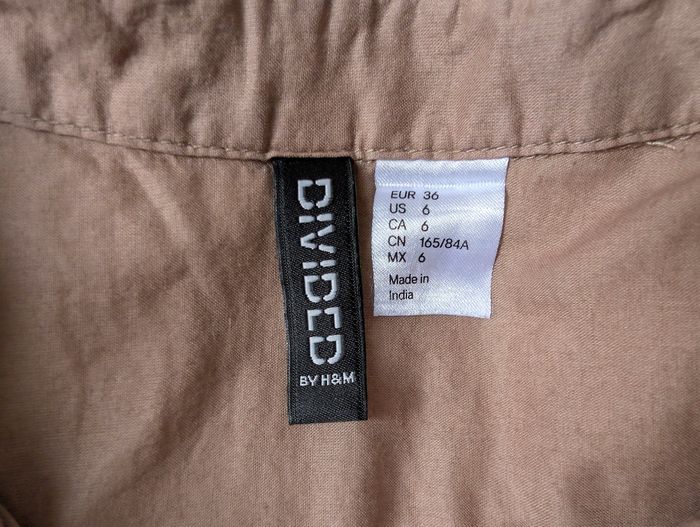 DIVIDED
BY H&M
EUR 36
US 6
CA 6
CN 165/84A
MX 6
Made in
India